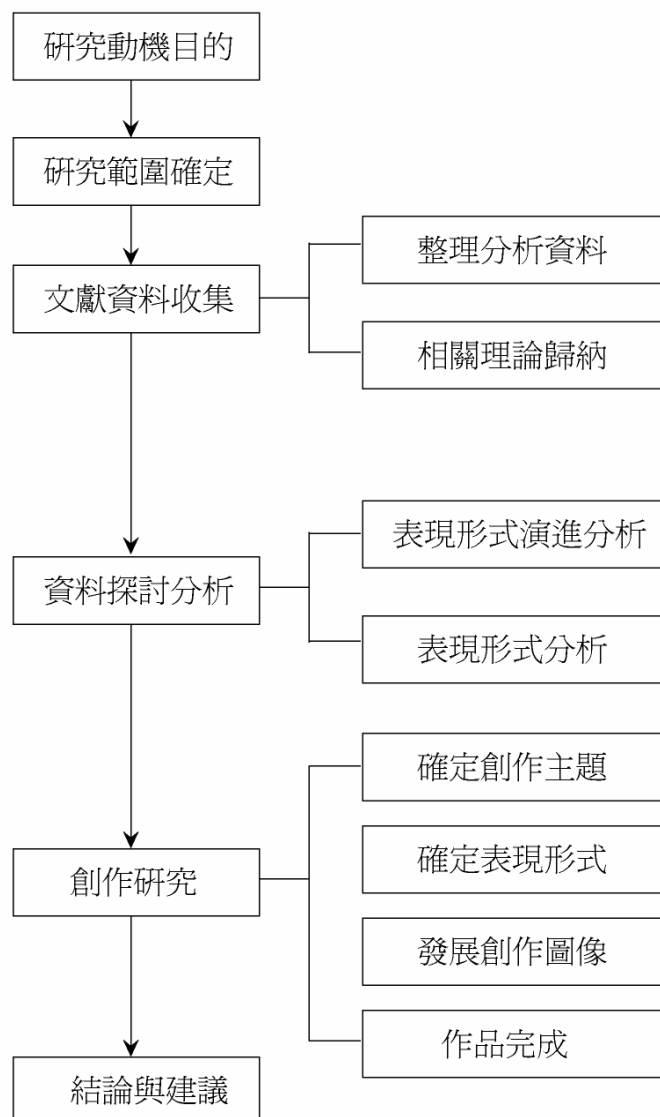 研究動機目的
研究範圍確定
文獻資料收集
整理分析資料
相關理論歸納
資料探討分析
表現形式演進分析
表現形式分析
創作研究
確定創作主題
確定表現形式
發展創作圖像
作品完成
結論與建議